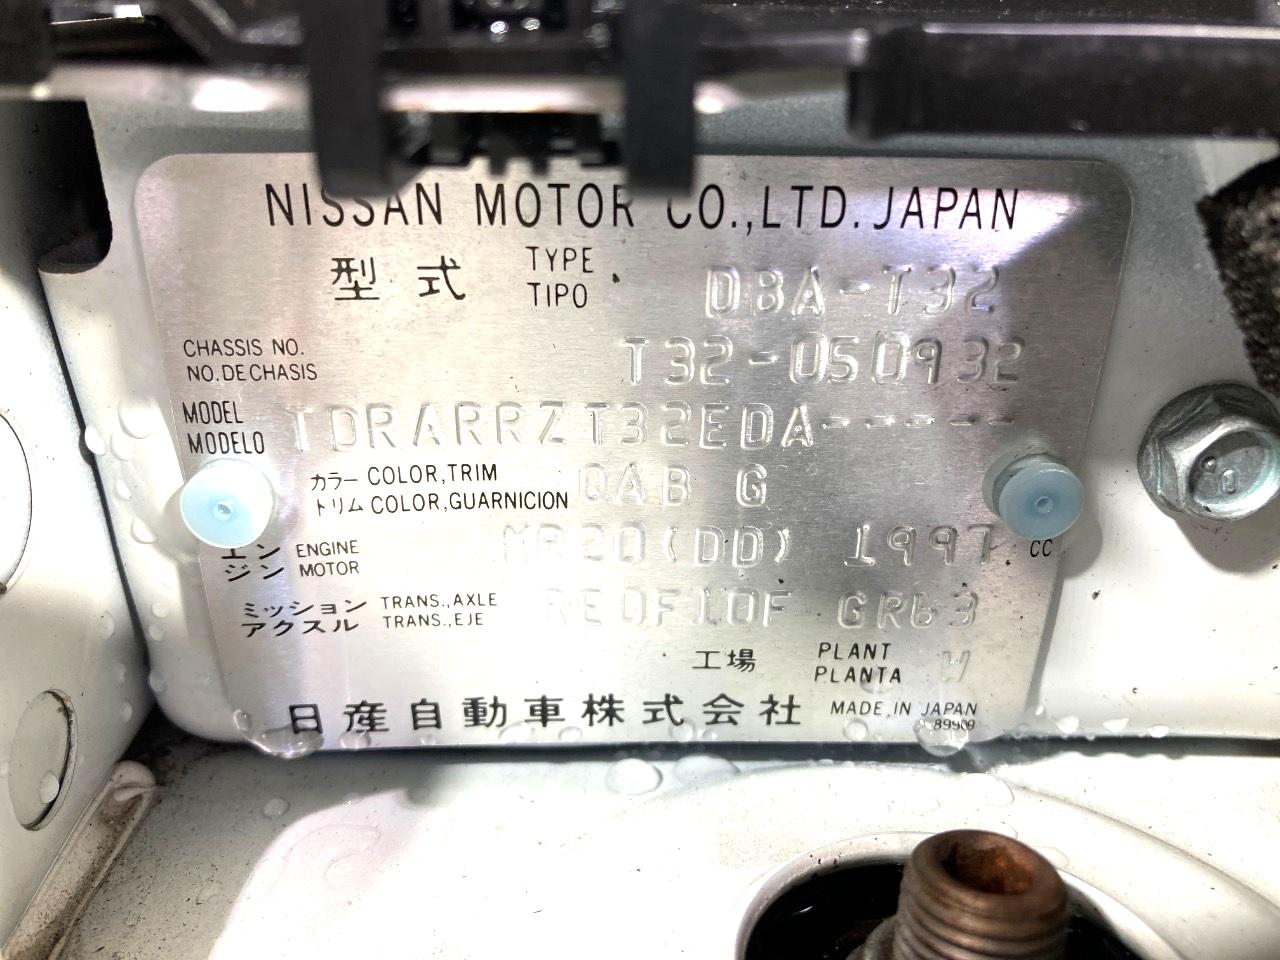 NISSAN MOTOR CO.,LTD. JAPAN
型式 TYPE TIPO DBA-T32
CHASSIS NO. NO. DE CHASIS T32-050932
MODEL MODELO TDRARRZT32EDA-----
カラー COLOR,TRIM
トリム COLOR,GUARNICION QAB G
エン ENGINE
ジン MOTOR MR20(DD) 1997 CC
ミッション TRANS.,AXLE
アクスル TRANS.,EJE RE0F10F GR63
工場 PLANT PLANTA W
日産自動車株式会社 MADE IN JAPAN
89909